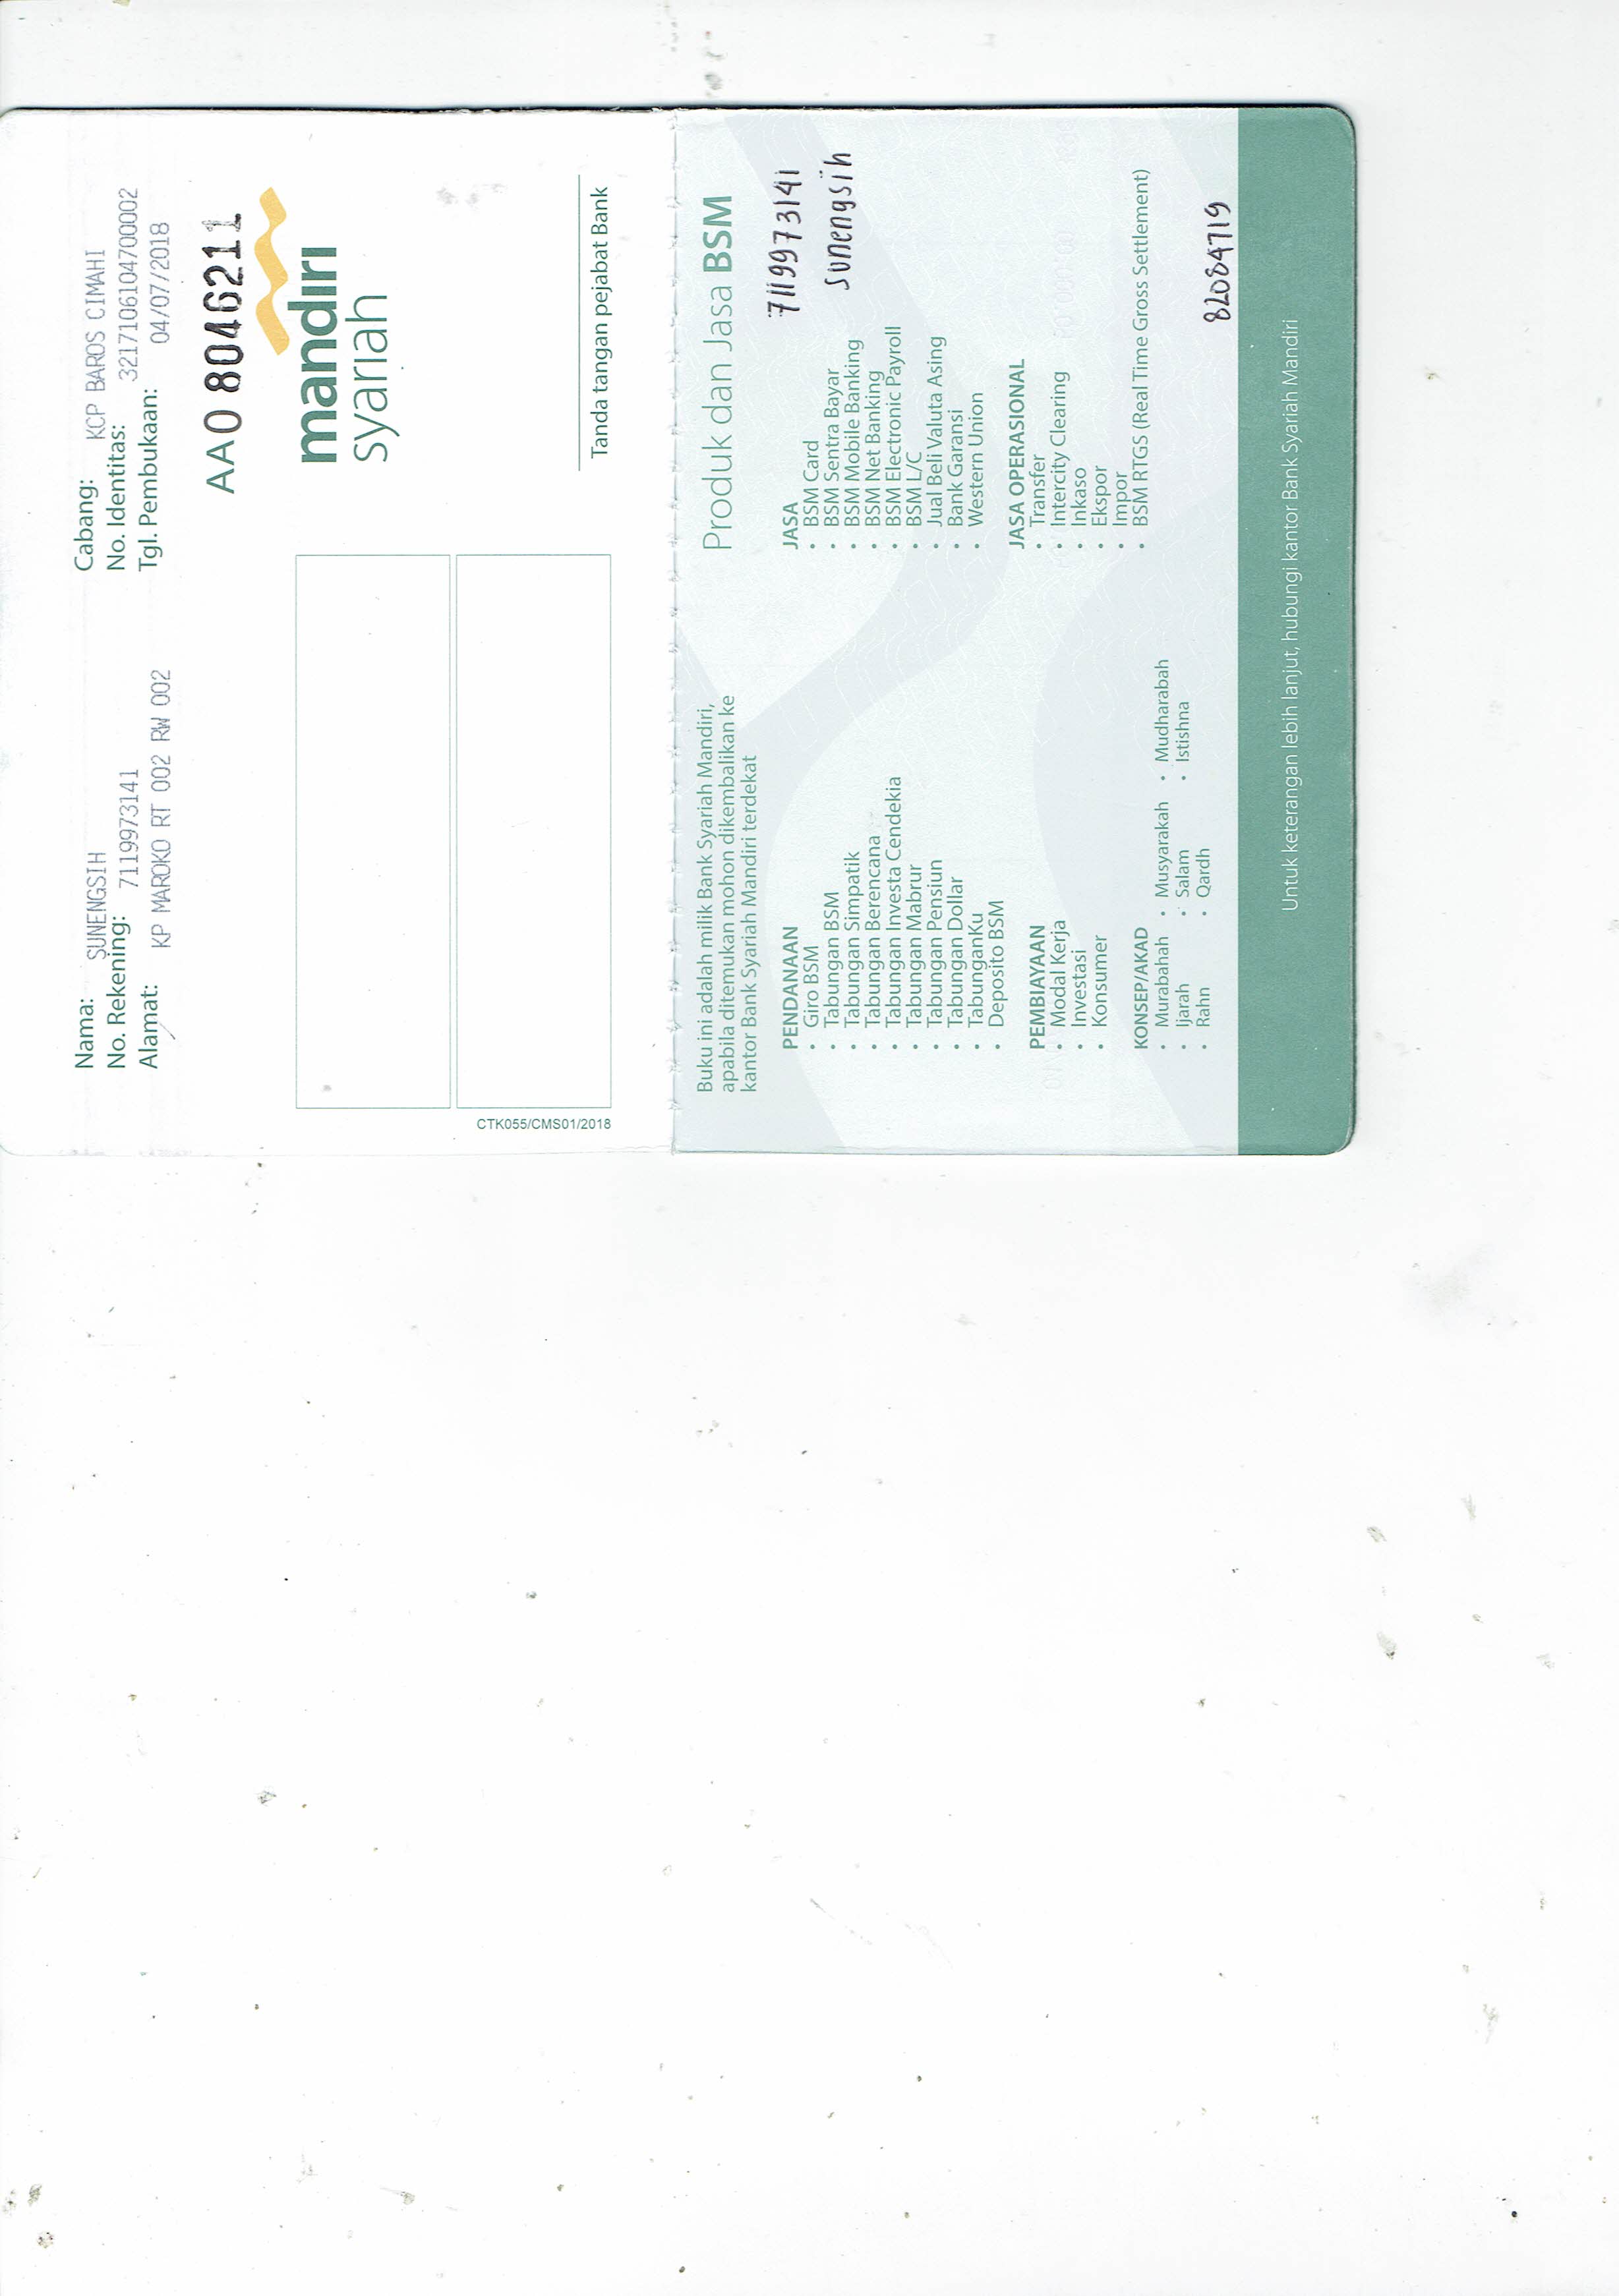 Nama: SUNENGSIH
No. Rekening: 7119973141
Alamat: KP MAROKO RT 002 RW 002
Cabang: KCP BAROS CIMAHI
No. Identitas: 3217106104700002
Tgl. Pembukaan: 04/07/2018
AA0 8046211
mandiri
syariah
Tanda tangan pejabat Bank
CTK055/CMS01/2018
Buku ini adalah milik Bank Syariah Mandiri,
apabila ditemukan mohon dikembalikan ke
kantor Bank Syariah Mandiri terdekat
PENDANAAN
• Giro BSM
• Tabungan BSM
• Tabungan Simpatik
• Tabungan Berencana
• Tabungan Investa Cendekia
• Tabungan Mabrur
• Tabungan Pensiun
• Tabungan Dollar
• TabunganKu
• Deposito BSM
PEMBIAYAAN
• Modal Kerja
• Investasi
• Konsumer
KONSEP/AKAD
• Murabahah • Musyarakah • Mudharabah
• Ijarah • Salam • Istishna
• Rahn • Qardh
Produk dan Jasa BSM
7119973141
Sunengsih
JASA
• BSM Card
• BSM Sentra Bayar
• BSM Mobile Banking
• BSM Net Banking
• BSM Electronic Payroll
• BSM L/C
• Jual Beli Valuta Asing
• Bank Garansi
• Western Union
JASA OPERASIONAL
• Transfer
• Intercity Clearing
• Inkaso
• Ekspor
• Impor
• BSM RTGS (Real Time Gross Settlement)
82084719
Untuk keterangan lebih lanjut, hubungi kantor Bank Syariah Mandiri